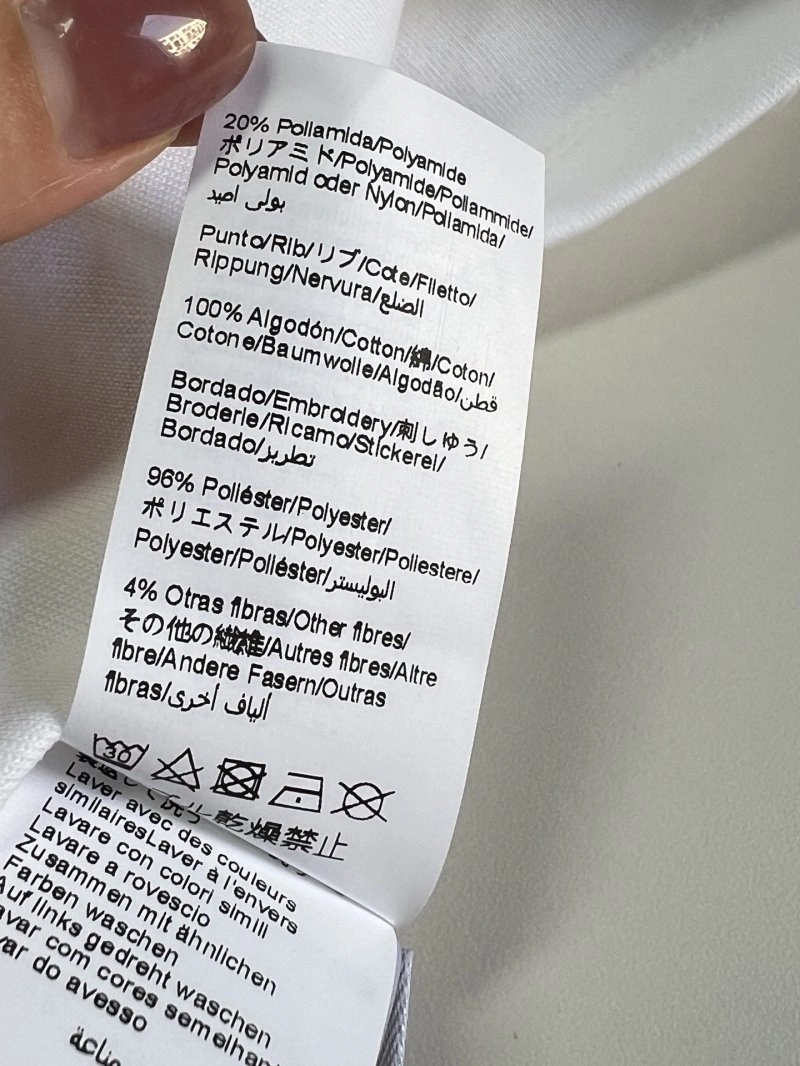 20% Poliamida/Polyamide
ポリアミド/Polyamide/Poliammide/
Polyamid oder Nylon/Poliamida/
بولي اميد
Punto/Rib/リブ/Cote/Filetto/
Rippung/Nervura/الضلع
100% Algodón/Cotton/綿/Coton/
Cotone/Baumwolle/Algodão/قطن
Bordado/Embroidery/刺しゅう/
Broderie/Ricamo/Stickerei/
Bordado/تطريز
96% Poliéster/Polyester/
ポリエステル/Polyester/Poliestere/
Polyester/Poliéster/البوليستر
4% Otras fibras/Other fibres/
その他の繊維/Autres fibres/Altre
fibre/Andere Fasern/Outras
fibras/ألياف أخرى
30
乾燥禁止
Laver avec des couleurs
similairesLaver à l'envers
Lavare con colori simili
Lavare a rovescio
Zusammen mit ähnlichen
Farben waschen
Auf links gedreht waschen
com cores
do avesso